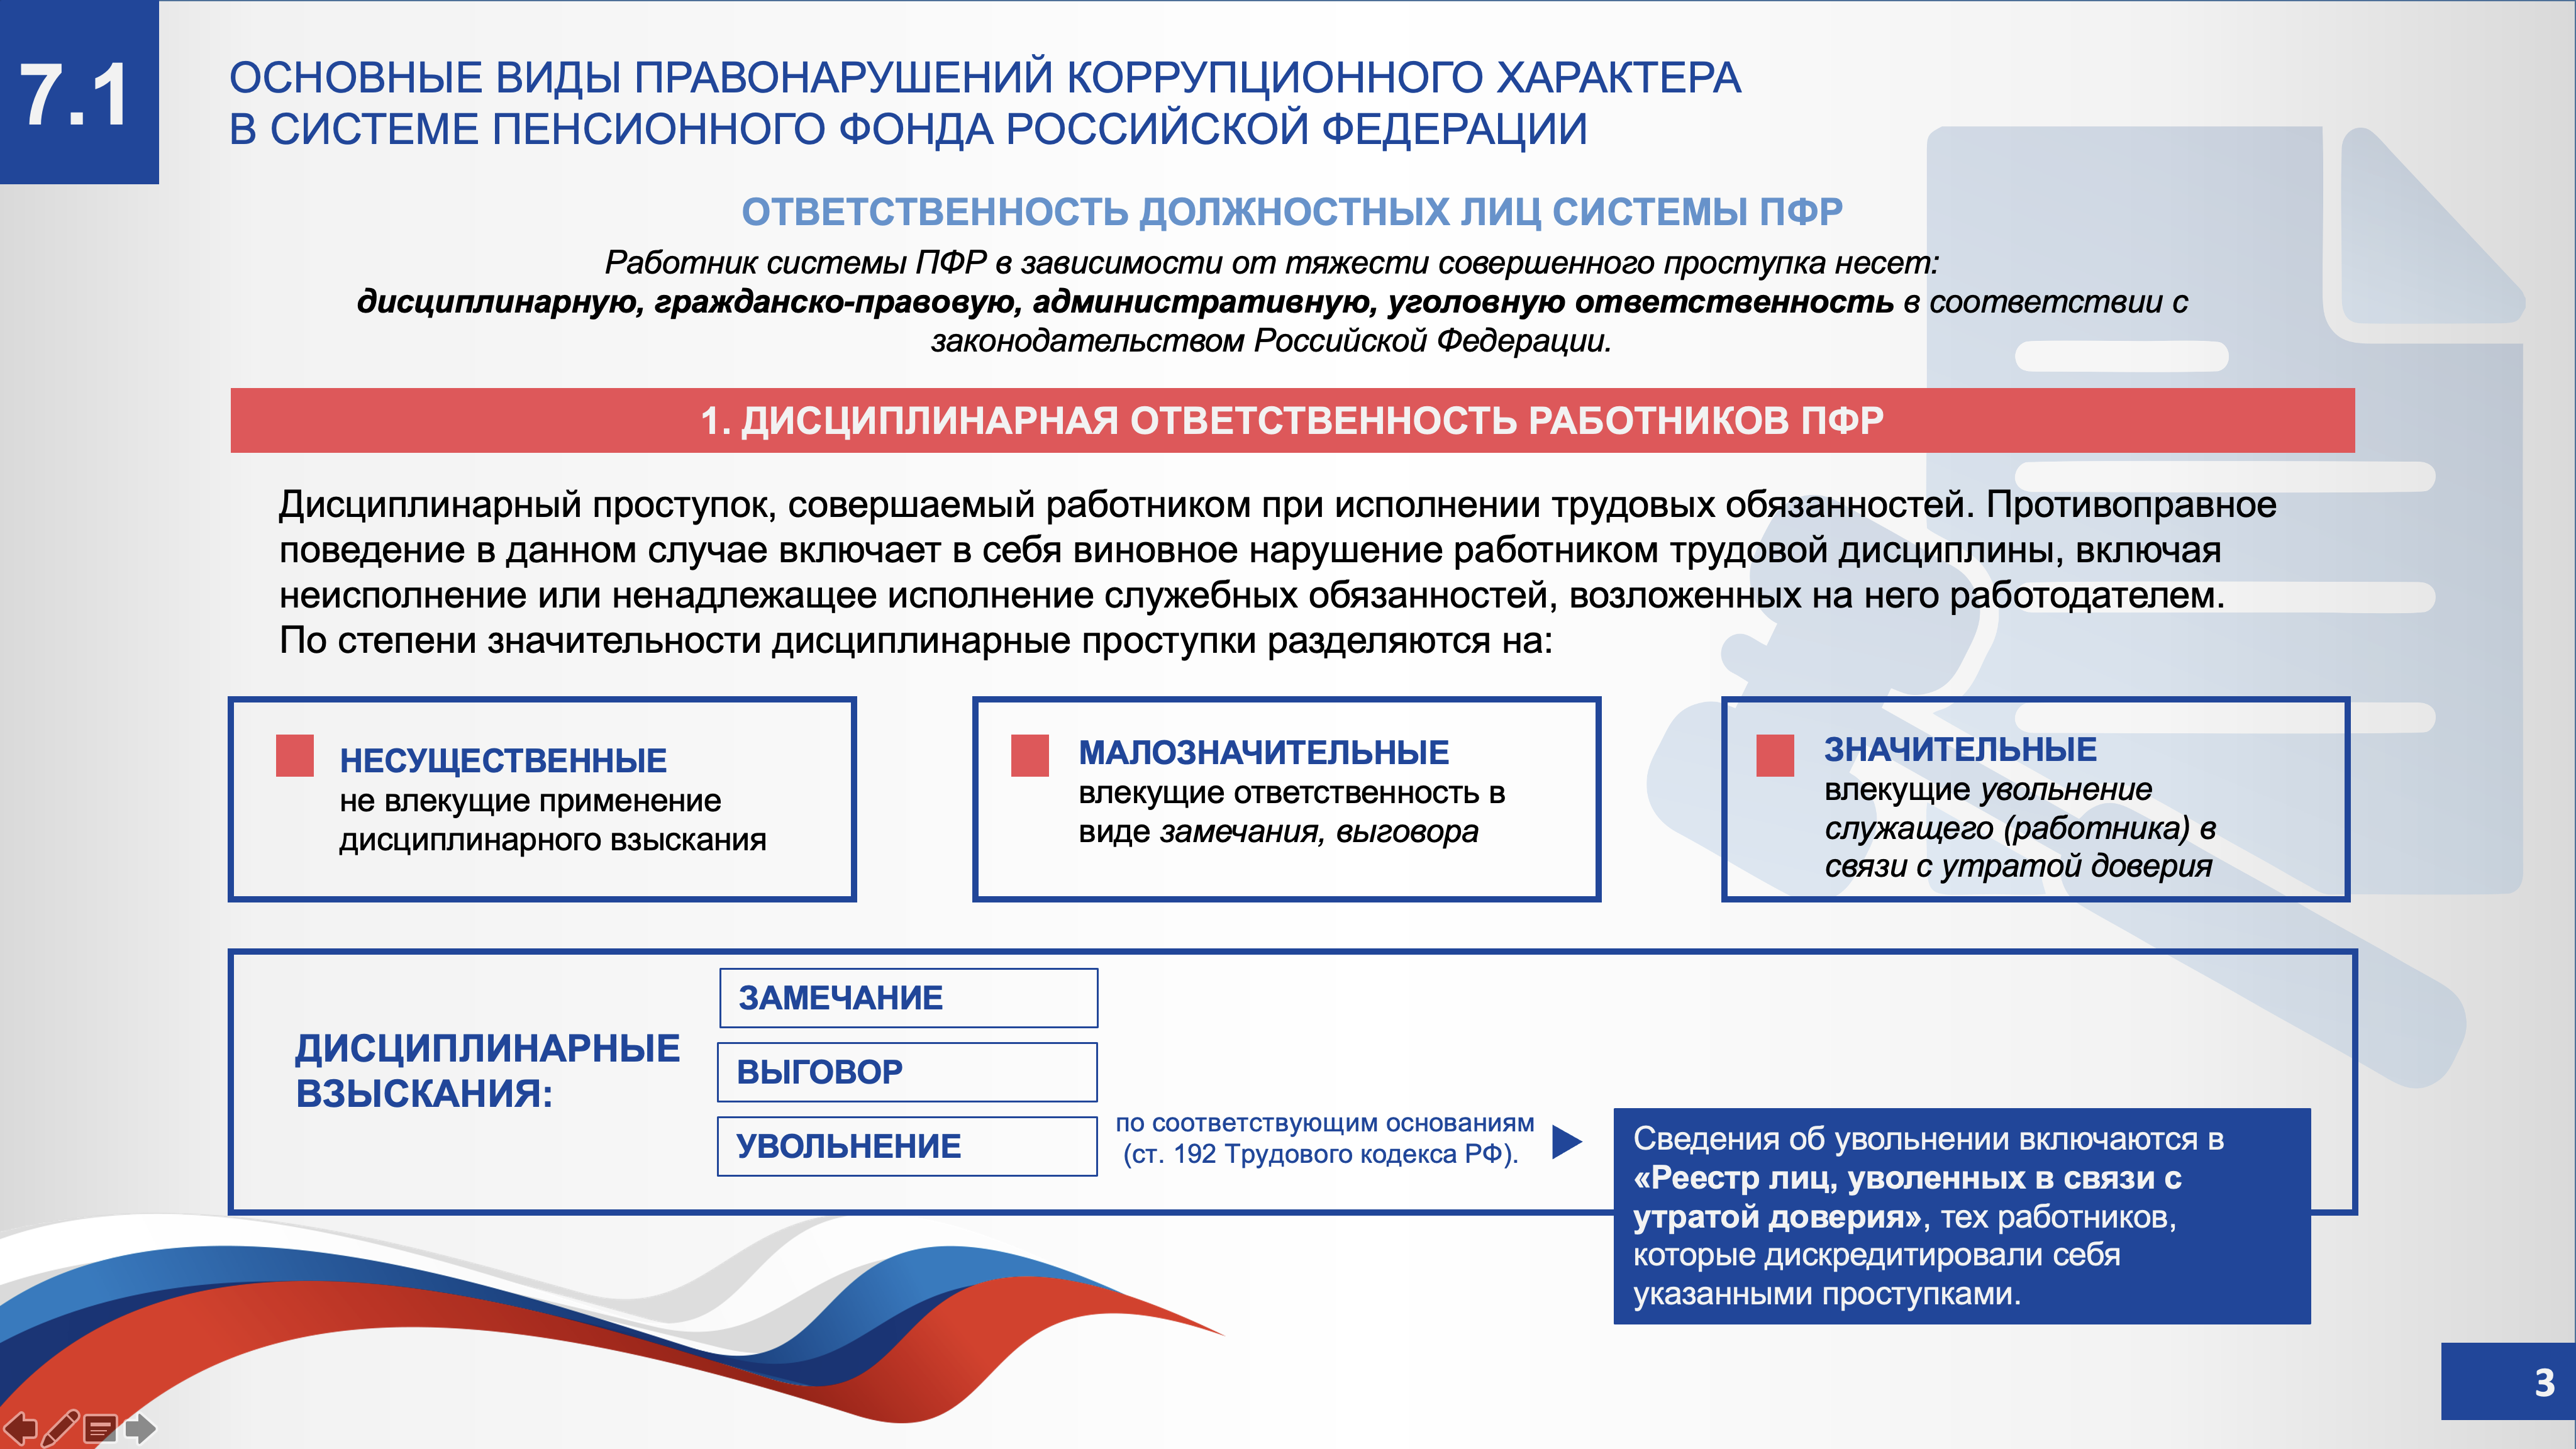 7.1
ОСНОВНЫЕ ВИДЫ ПРАВОНАРУШЕНИЙ КОРРУПЦИОННОГО ХАРАКТЕРА
В СИСТЕМЕ ПЕНСИОННОГО ФОНДА РОССИЙСКОЙ ФЕДЕРАЦИИ
ОТВЕТСТВЕННОСТЬ ДОЛЖНОСТНЫХ ЛИЦ СИСТЕМЫ ПФР
Работник системы ПФР в зависимости от тяжести совершенного проступка несет:
дисциплинарную, гражданско-правовую, административную, уголовную ответственность в соответствии с
законодательством Российской Федерации.
1. ДИСЦИПЛИНАРНАЯ ОТВЕТСТВЕННОСТЬ РАБОТНИКОВ ПФР
Дисциплинарный проступок, совершаемый работником при исполнении трудовых обязанностей. Противоправное
поведение в данном случае включает в себя виновное нарушение работником трудовой дисциплины, включая
неисполнение или ненадлежащее исполнение служебных обязанностей, возложенных на него работодателем.
По степени значительности дисциплинарные проступки разделяются на:
НЕСУЩЕСТВЕННЫЕ
не влекущие применение
дисциплинарного взыскания
МАЛОЗНАЧИТЕЛЬНЫЕ
влекущие ответственность в
виде замечания, выговора
ЗНАЧИТЕЛЬНЫЕ
влекущие увольнение
служащего (работника) в
связи с утратой доверия
ДИСЦИПЛИНАРНЫЕ
ВЗЫСКАНИЯ:
ЗАМЕЧАНИЕ
ВЫГОВОР
УВОЛЬНЕНИЕ
по соответствующим основаниям
(ст. 192 Трудового кодекса РФ).
Сведения об увольнении включаются в
«Реестр лиц, уволенных в связи с
утратой доверия», тех работников,
которые дискредитировали себя
указанными проступками.
3